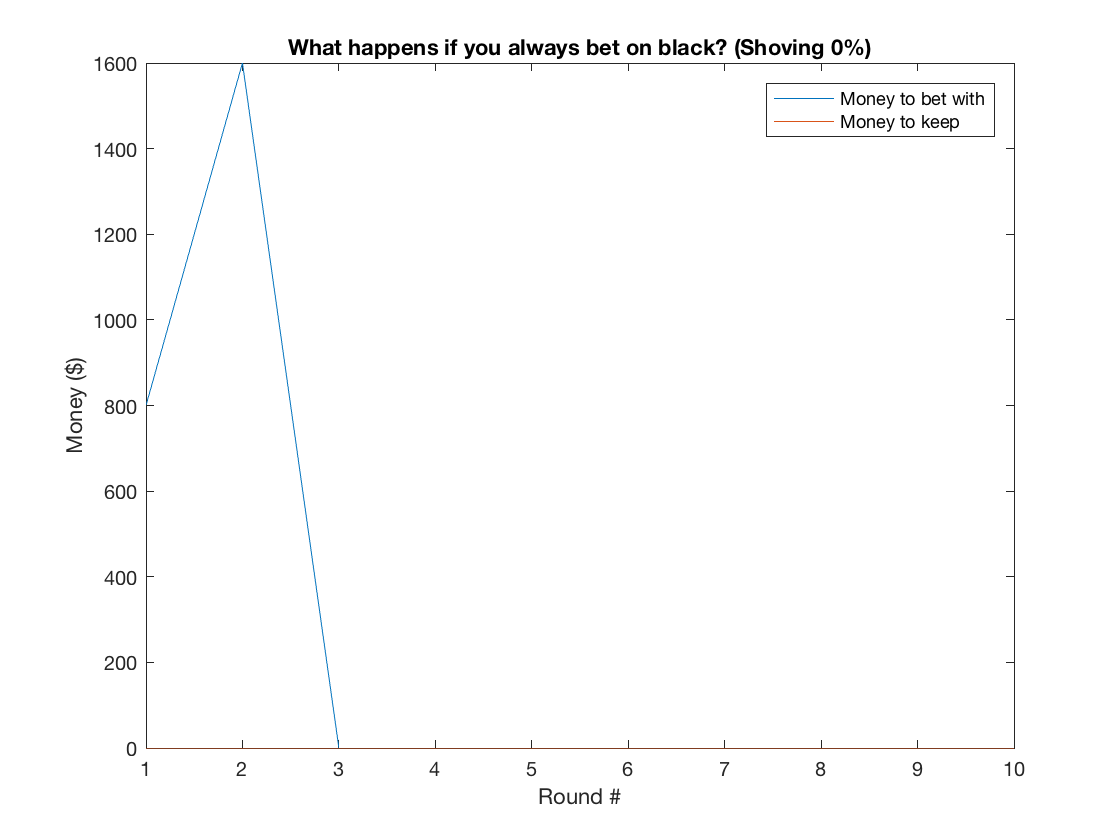 What happens if you always bet on black? (Shoving 0%)
Money to bet with
Money to keep
1600
1400
1200
1000
800
600
400
200
0
Money ($)
1 2 3 4 5 6 7 8 9 10
Round #